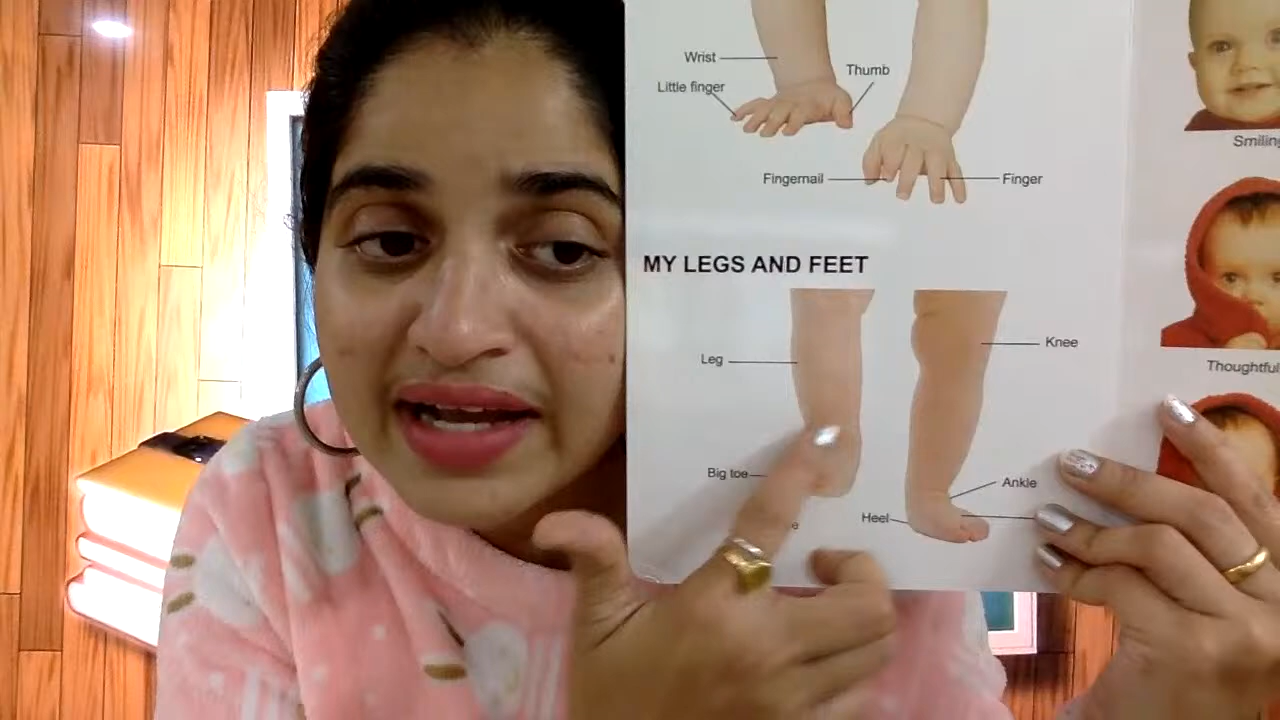 Wrist
Thumb
Little finger
Fingernail
Finger
MY LEGS AND FEET
Leg
Knee
Big toe
Ankle
Heel
Smiling
Thoughtful